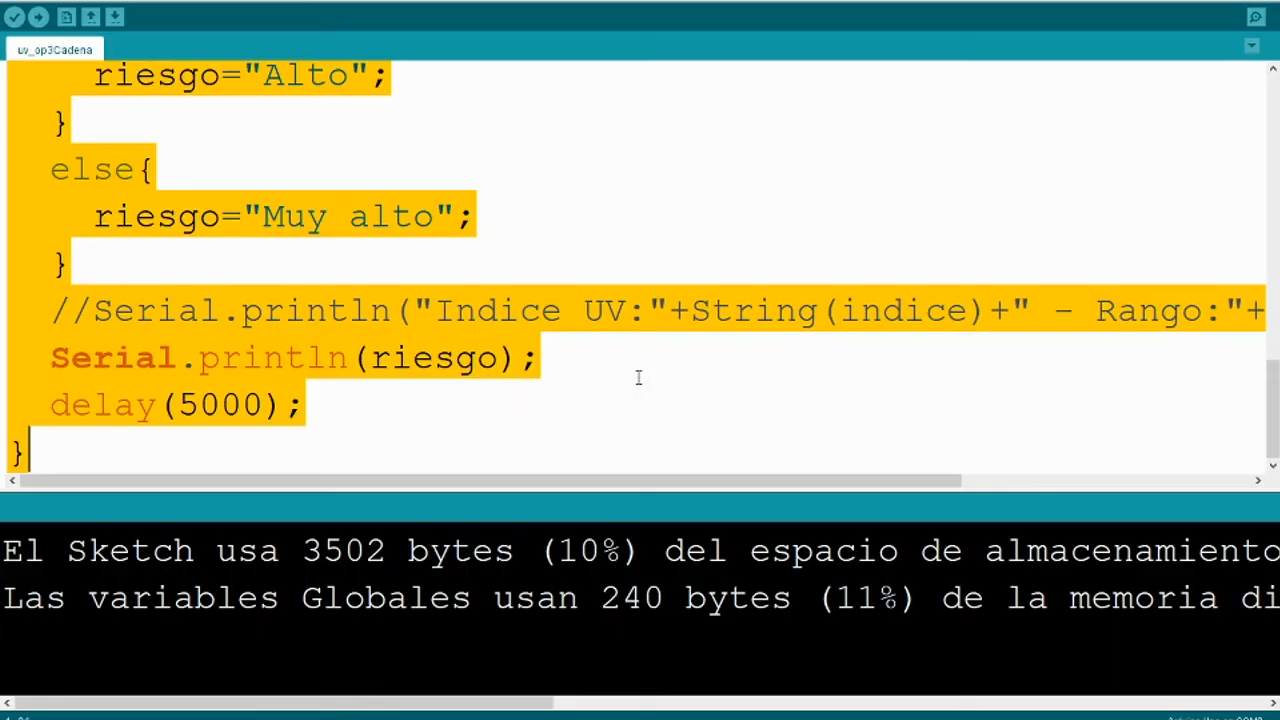 uv_op3Cadena
riesgo="Alto";
}
else{
riesgo="Muy alto";
}
//Serial.println("Indice UV:"+String(indice)+" - Rango:"+
Serial.println(riesgo);
delay(5000);
}
El Sketch usa 3502 bytes (10%) del espacio de almacenamiento
Las variables Globales usan 240 bytes (11%) de la memoria di